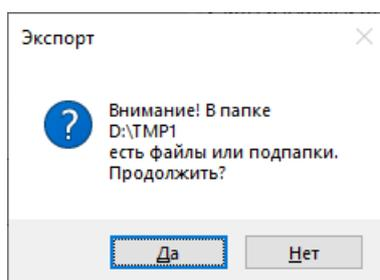 Экспорт
Внимание! В папке
D:\TMP1
есть файлы или подпапки.
Продолжить?
Да
Нет